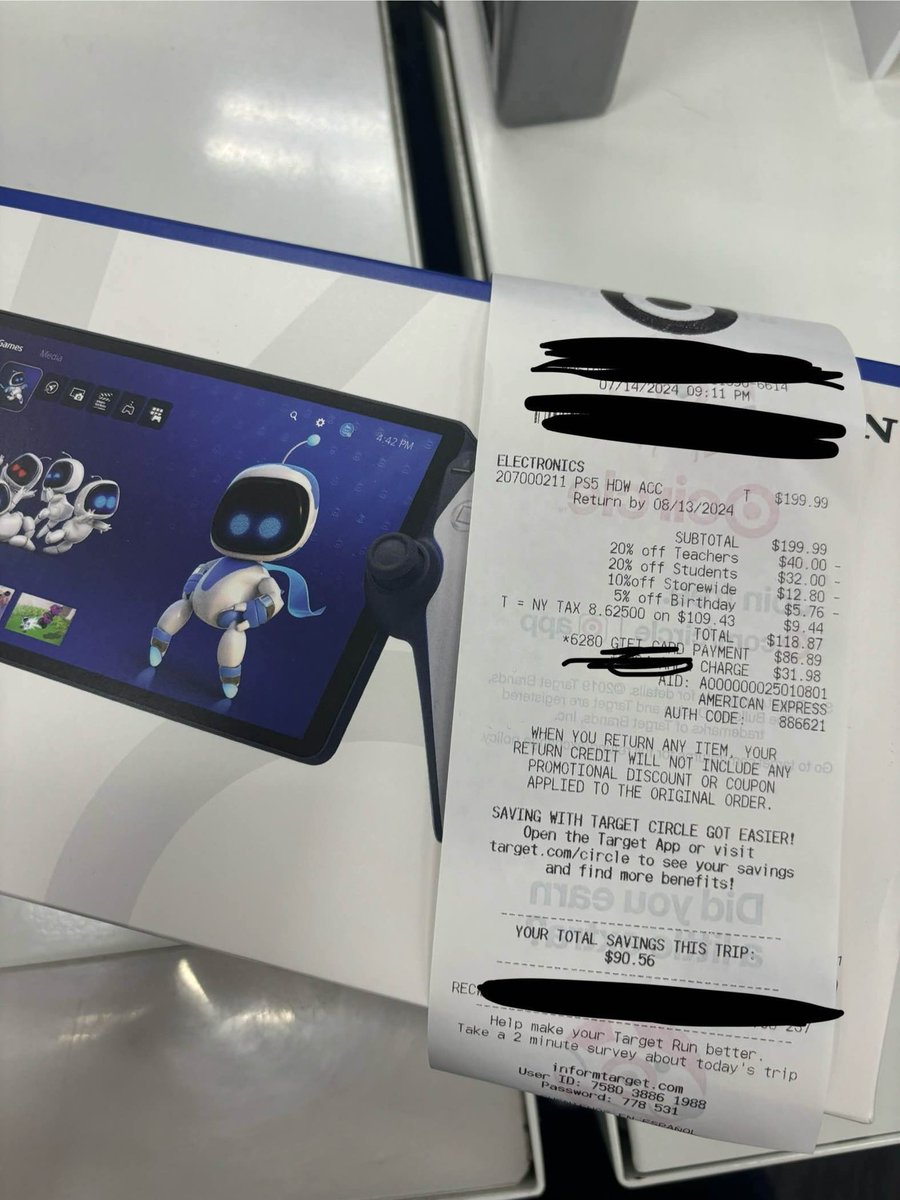 Games Media
4:42 PM
N
6614
07/14/2024 09:11 PM
ELECTRONICS
207000211 PS5 HDW ACC T $199.99
Return by 08/13/2024
SUBTOTAL $199.99
20% off Teachers $40.00 -
20% off Students $32.00 -
10%off Storewide $12.80 -
5% off Birthday $5.76 -
T = NY TAX 8.62500 on $109.43 $9.44
TOTAL $118.87
*6280 GIFT CARD PAYMENT $86.89
CHARGE $31.98
AID: A000000025010801
AMERICAN EXPRESS
AUTH CODE: 886621
WHEN YOU RETURN ANY ITEM, YOUR
RETURN CREDIT WILL NOT INCLUDE ANY
PROMOTIONAL DISCOUNT OR COUPON
APPLIED TO THE ORIGINAL ORDER.
SAVING WITH TARGET CIRCLE GOT EASIER!
Open the Target App or visit
target.com/circle to see your savings
and find more benefits!
YOUR TOTAL SAVINGS THIS TRIP:
$90.56
REC
Help make your Target Run better.
Take a 2 minute survey about today's trip
informtarget.com
User ID: 7580 3886 1988
Password: 778 531
EN ESPAÑOL